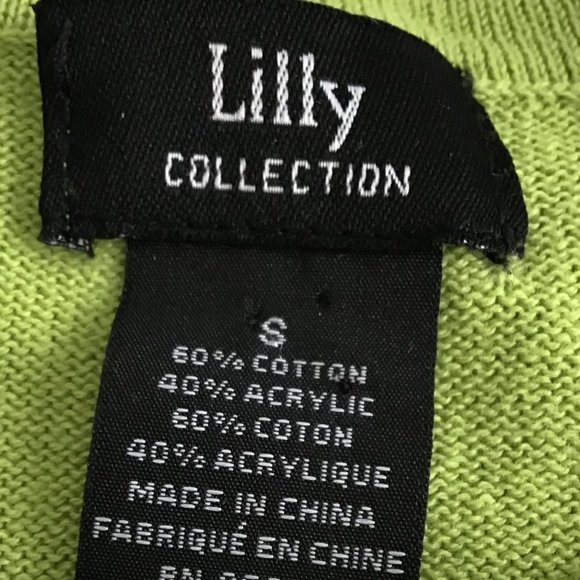 Lilly
COLLECTION
S
60% COTTON
40% ACRYLIC
60% COTON
40% ACRYLIQUE
MADE IN CHINA
FABRIQUÉ EN CHINE